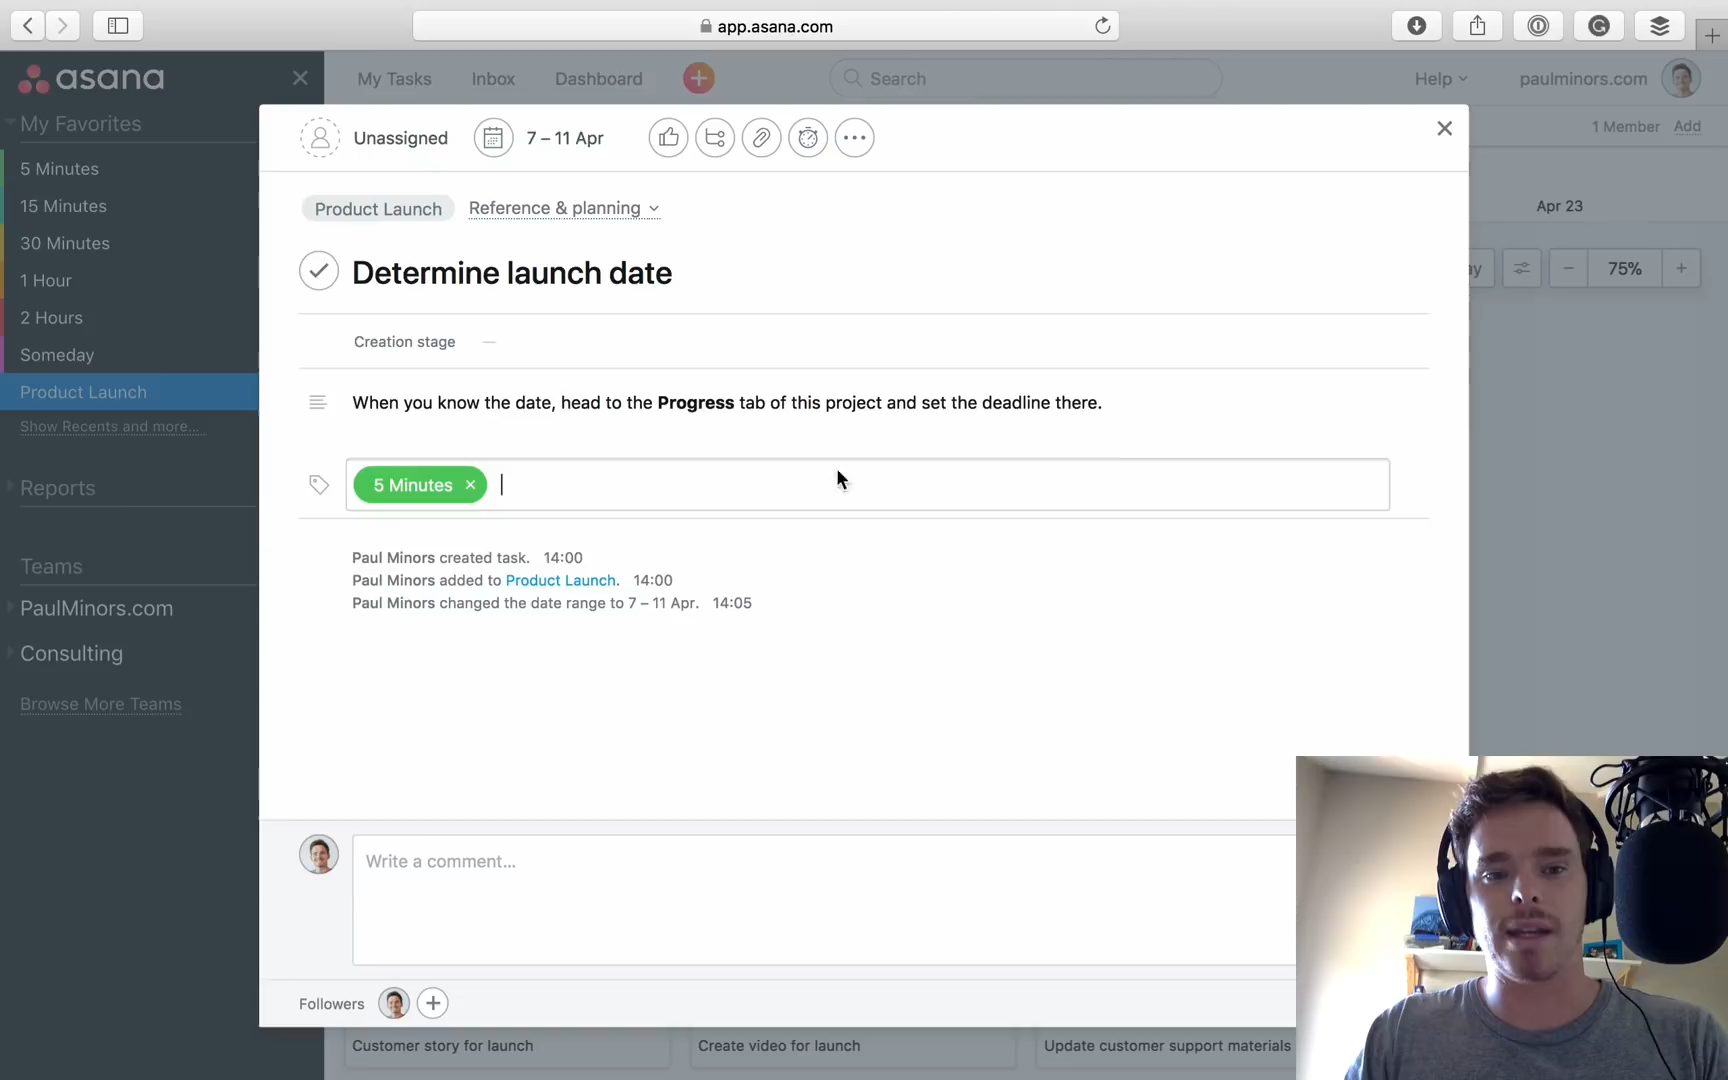 app.asana.com
asana
My Tasks
Inbox
Dashboard
Search
Help
paulminors.com
My Favorites
5 Minutes
15 Minutes
30 Minutes
1 Hour
2 Hours
Someday
Product Launch
Show Recents and more...
Reports
Teams
PaulMinors.com
Consulting
Browse More Teams
1 Member Add
Apr 23
75%
Unassigned
7 – 11 Apr
Product Launch
Reference & planning
Determine launch date
Creation stage —
When you know the date, head to the Progress tab of this project and set the deadline there.
5 Minutes ×
Paul Minors created task. 14:00
Paul Minors added to Product Launch. 14:00
Paul Minors changed the date range to 7 – 11 Apr. 14:05
Write a comment...
Followers
Customer story for launch
Create video for launch
Update customer support materials